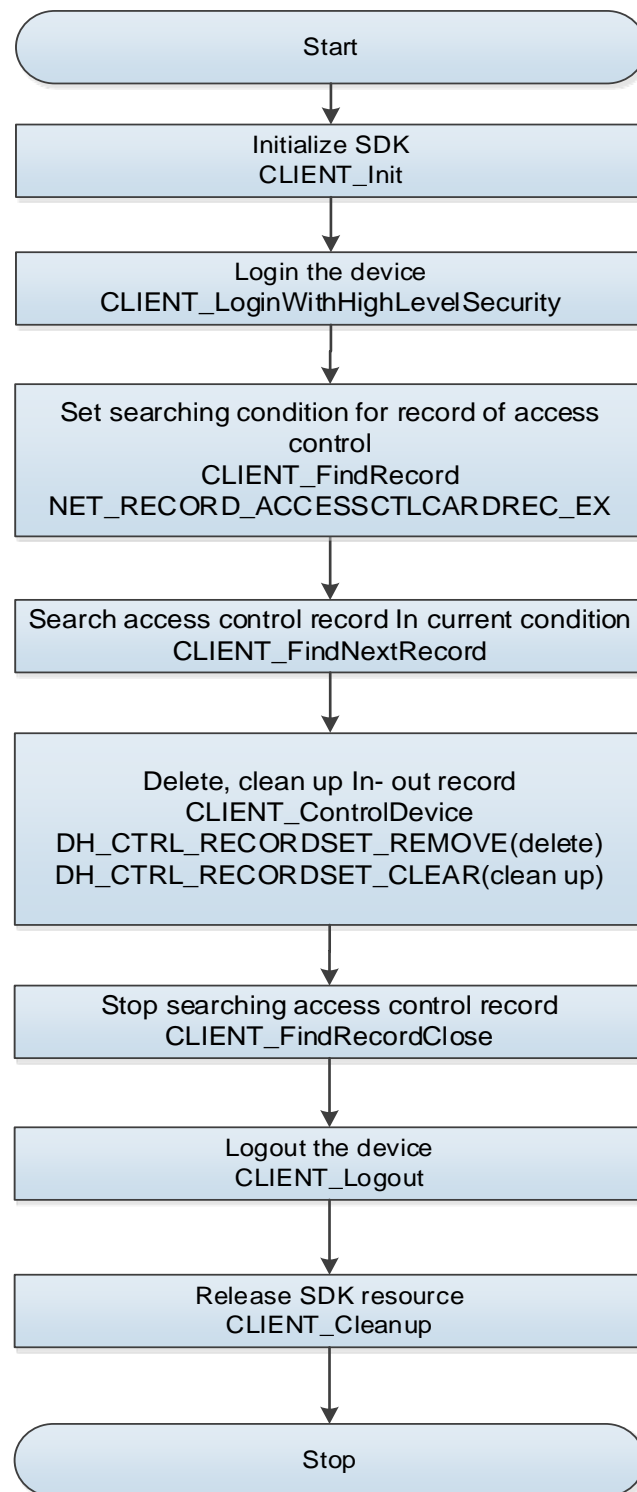 Start
Initialize SDK
CLIENT_Init
Login the device
CLIENT_LoginWithHighLevelSecurity
Set searching condition for record of access
control
CLIENT_FindRecord
NET_RECORD_ACCESSCTLCARDREC_EX
Search access control record In current condition
CLIENT_FindNextRecord
Delete, clean up In- out record
CLIENT_ControlDevice
DH_CTRL_RECORDSET_REMOVE(delete)
DH_CTRL_RECORDSET_CLEAR(clean up)
Stop searching access control record
CLIENT_FindRecordClose
Logout the device
CLIENT_Logout
Release SDK resource
CLIENT_Cleanup
Stop